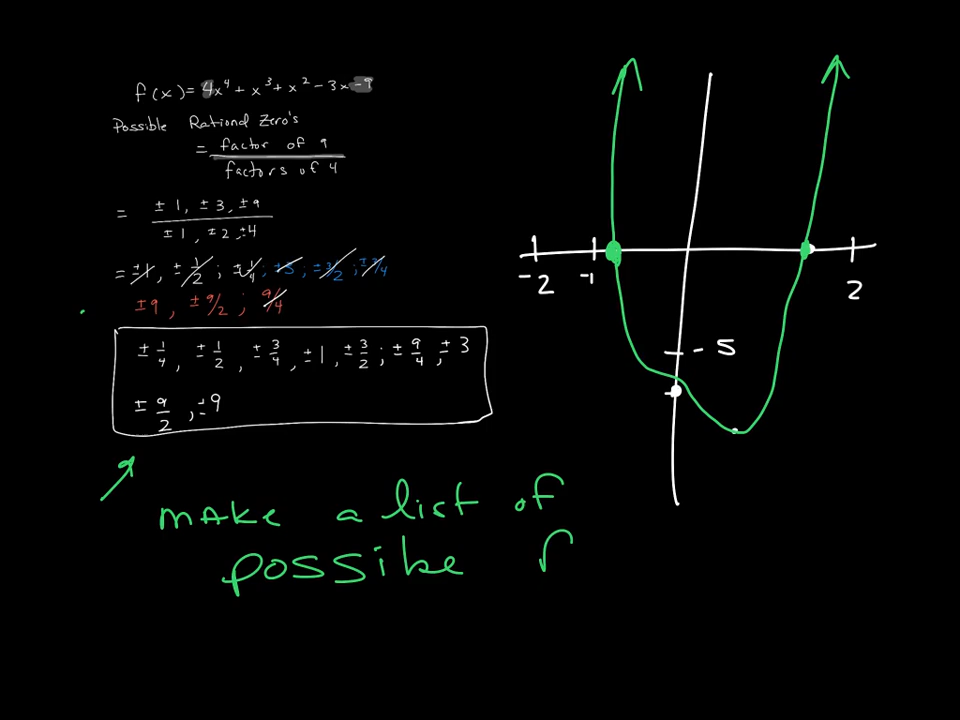 f(x) = 4x⁴ + x³ + x² - 3x - 9
Possible Rational Zero's
= factor of 9
factors of 4
= ± 1, ± 3, ± 9
± 1, ± 2, ±4
= ±1, ± 1/2; ± 1/4; ±3; ± 3/2; ± 3/4
±9, ± 9/2; 9/4
± 1/4, ± 1/2, ± 3/4, ± 1, ± 3/2; ± 9/4, ± 3
± 9/2, ±9
make a list of
possibe r
-2
-1
2
- 5